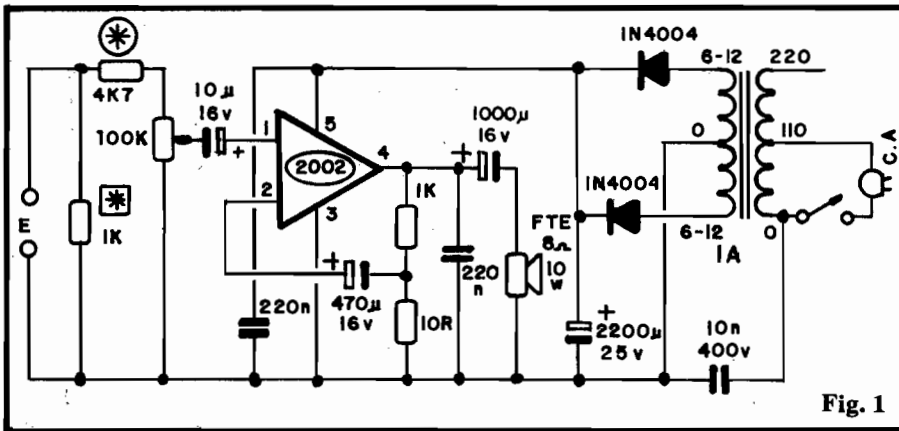 1N4004
6-12
220
4K7
10µ
16v
100K
1
5
2002
4
2
3
1000µ
16v
0
110
C.A
1K
1N4004
E
1K
FTE
8Ω
10
W
6-12
0
1A
220n
470µ
16v
10R
220
n
2200µ
25v
10n
400v
Fig. 1